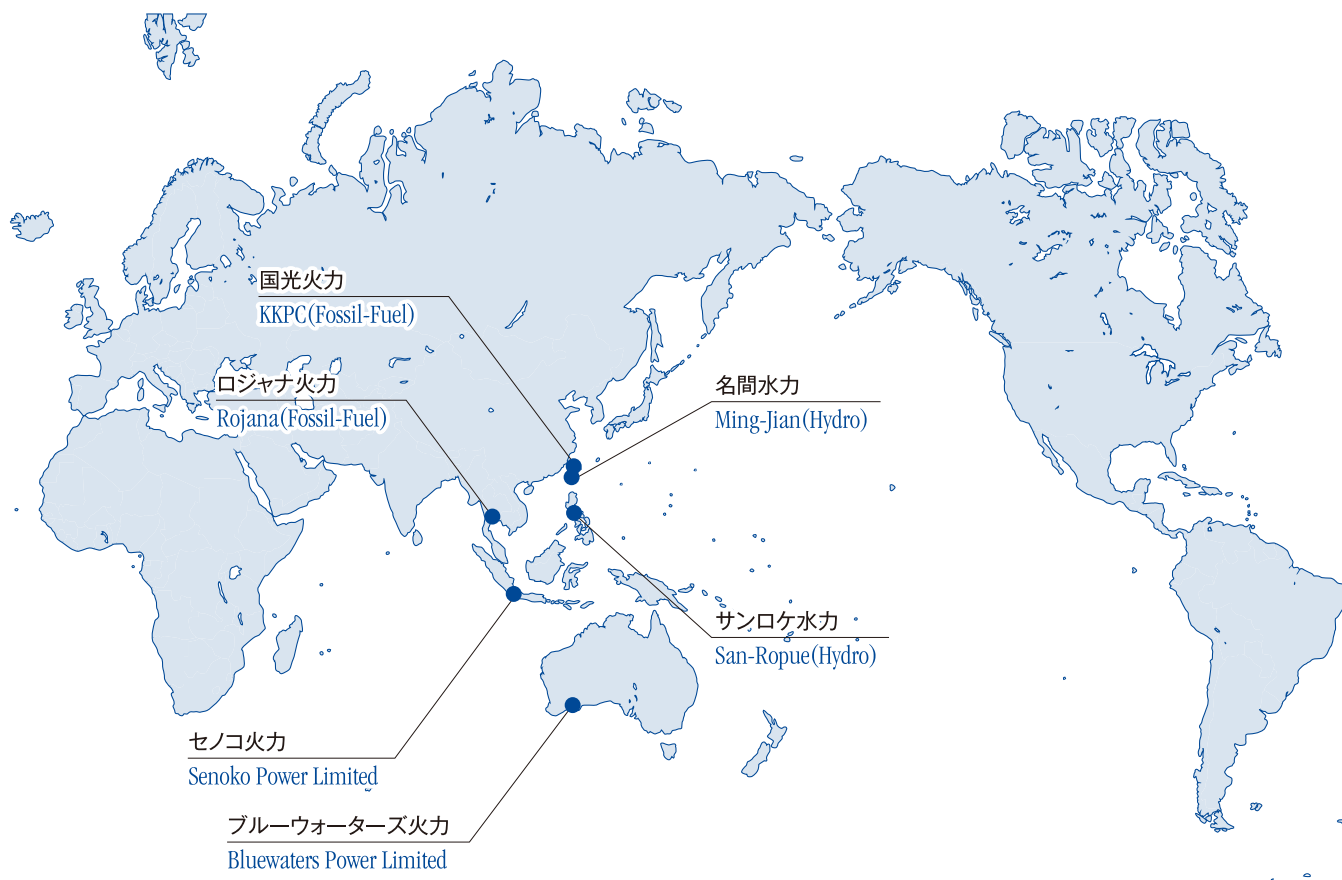 国光火力
KKPC(Fossil-Fuel)
ロジャナ火力
Rojana(Fossil-Fuel)
名間水力
Ming-Jian(Hydro)
サンロケ水力
San-Ropue(Hydro)
セノコ火力
Senoko Power Limited
ブルーウォーターズ火力
Bluewaters Power Limited